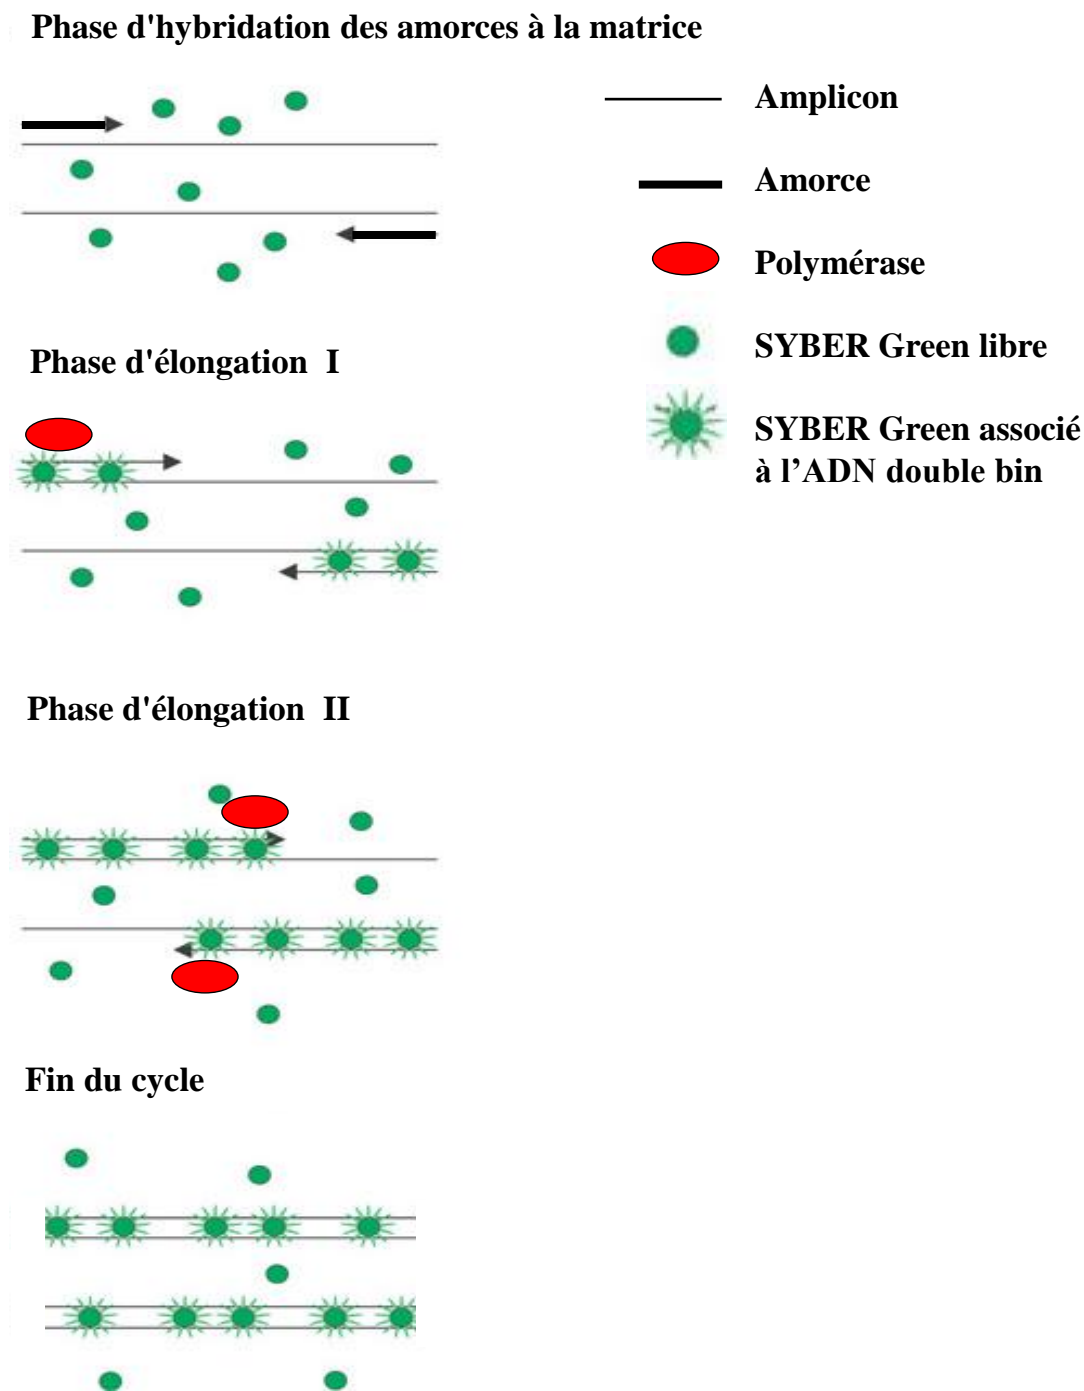 Phase d'hybridation des amorces à la matrice
Amplicon
Amorce
Polymérase
SYBER Green libre
SYBER Green associé
à l’ADN double bin
Phase d'élongation I
Phase d'élongation II
Fin du cycle